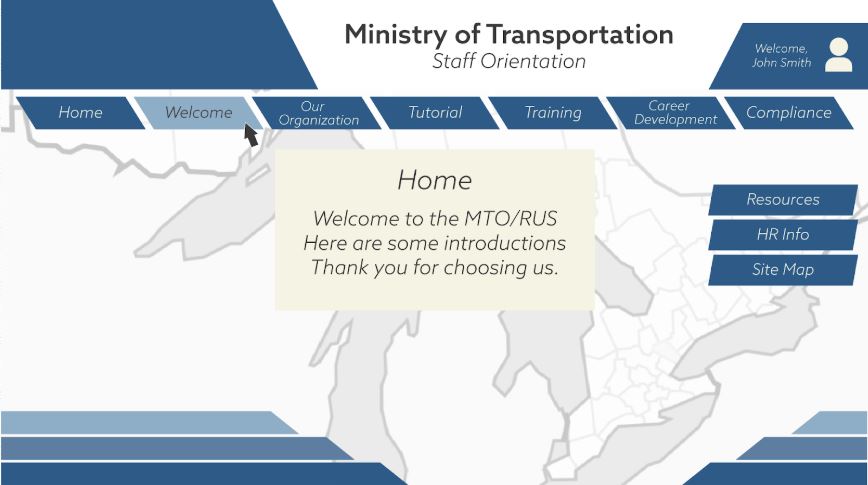 Ministry of Transportation
Staff Orientation
Welcome,
John Smith
Home
Welcome
Our
Organization
Tutorial
Training
Career
Development
Compliance
Home
Welcome to the MTO/RUS
Here are some introductions
Thank you for choosing us.
Resources
HR Info
Site Map